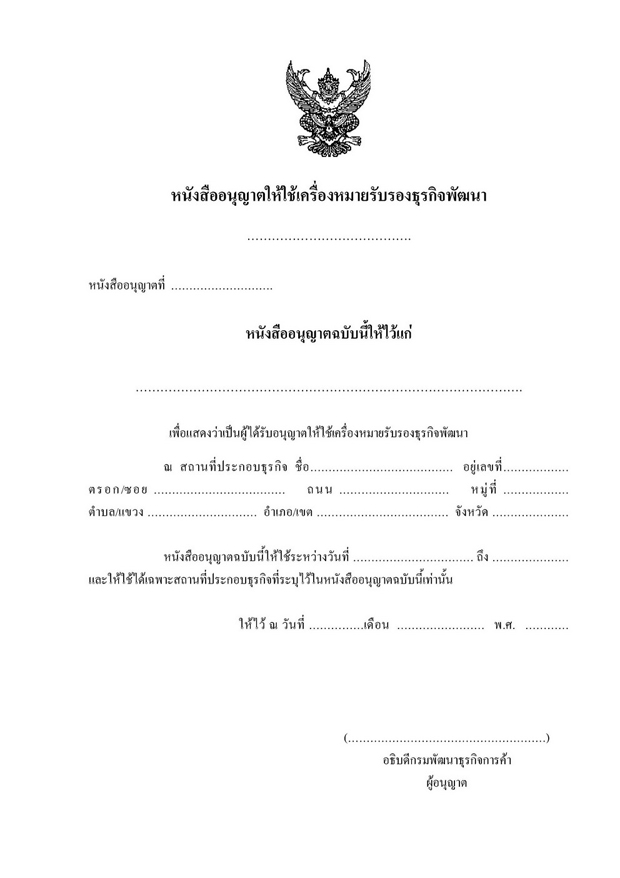 หนังสืออนุญาตให้ใช้เครื่องหมายรับรองธุรกิจพัฒนา
........................................
หนังสืออนุญาตที่ ............................
หนังสืออนุญาตฉบับนี้ให้ไว้แก่
..............................................................................................
เพื่อแสดงว่าเป็นผู้ได้รับอนุญาตให้ใช้เครื่องหมายรับรองธุรกิจพัฒนา
ณ สถานที่ประกอบธุรกิจ ชื่อ....................................... อยู่เลขที่..................
ตรอก/ซอย .................................... ถนน .............................. หมู่ที่ ..................
ตำบล/แขวง .............................. อำเภอ/เขต .................................... จังหวัด .....................
หนังสืออนุญาตฉบับนี้ให้ใช้ระหว่างวันที่ ................................. ถึง .....................
และให้ใช้ได้เฉพาะสถานที่ประกอบธุรกิจที่ระบุไว้ในหนังสืออนุญาตฉบับนี้เท่านั้น
ให้ไว้ ณ วันที่ ...............เดือน ........................ พ.ศ. ............
(......................................................)
อธิบดีกรมพัฒนาธุรกิจการค้า
ผู้อนุญาต